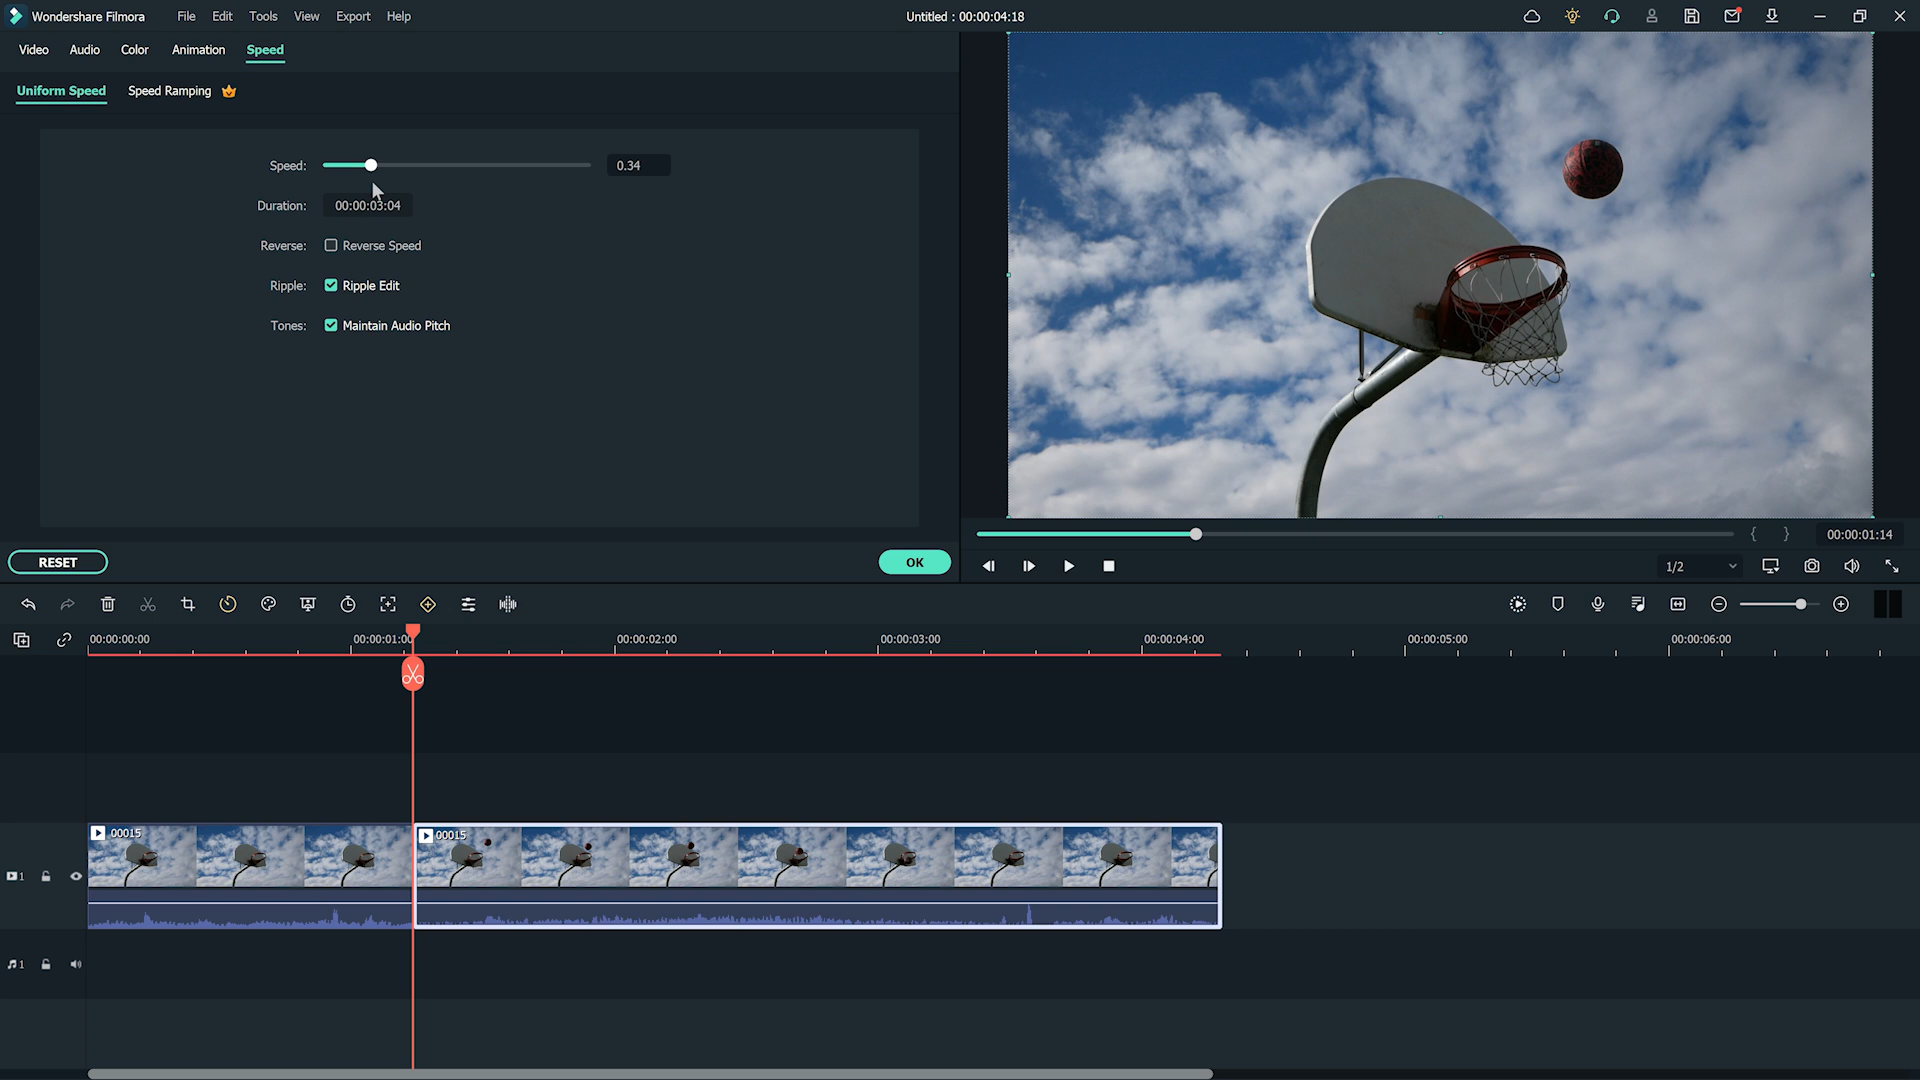 Wondershare Filmora File Edit Tools View Export Help Untitled : 00:00:04:18
Video Audio Color Animation Speed
Uniform Speed Speed Ramping
Speed: 0.34
Duration: 00:00:03:04
Reverse: Reverse Speed
Ripple: Ripple Edit
Tones: Maintain Audio Pitch
{ } 00:00:01:14
RESET OK 1/2
00:00:00:00 00:00:01:00 00:00:02:00 00:00:03:00 00:00:04:00 00:00:05:00 00:00:06:00
00015 00015
1
1